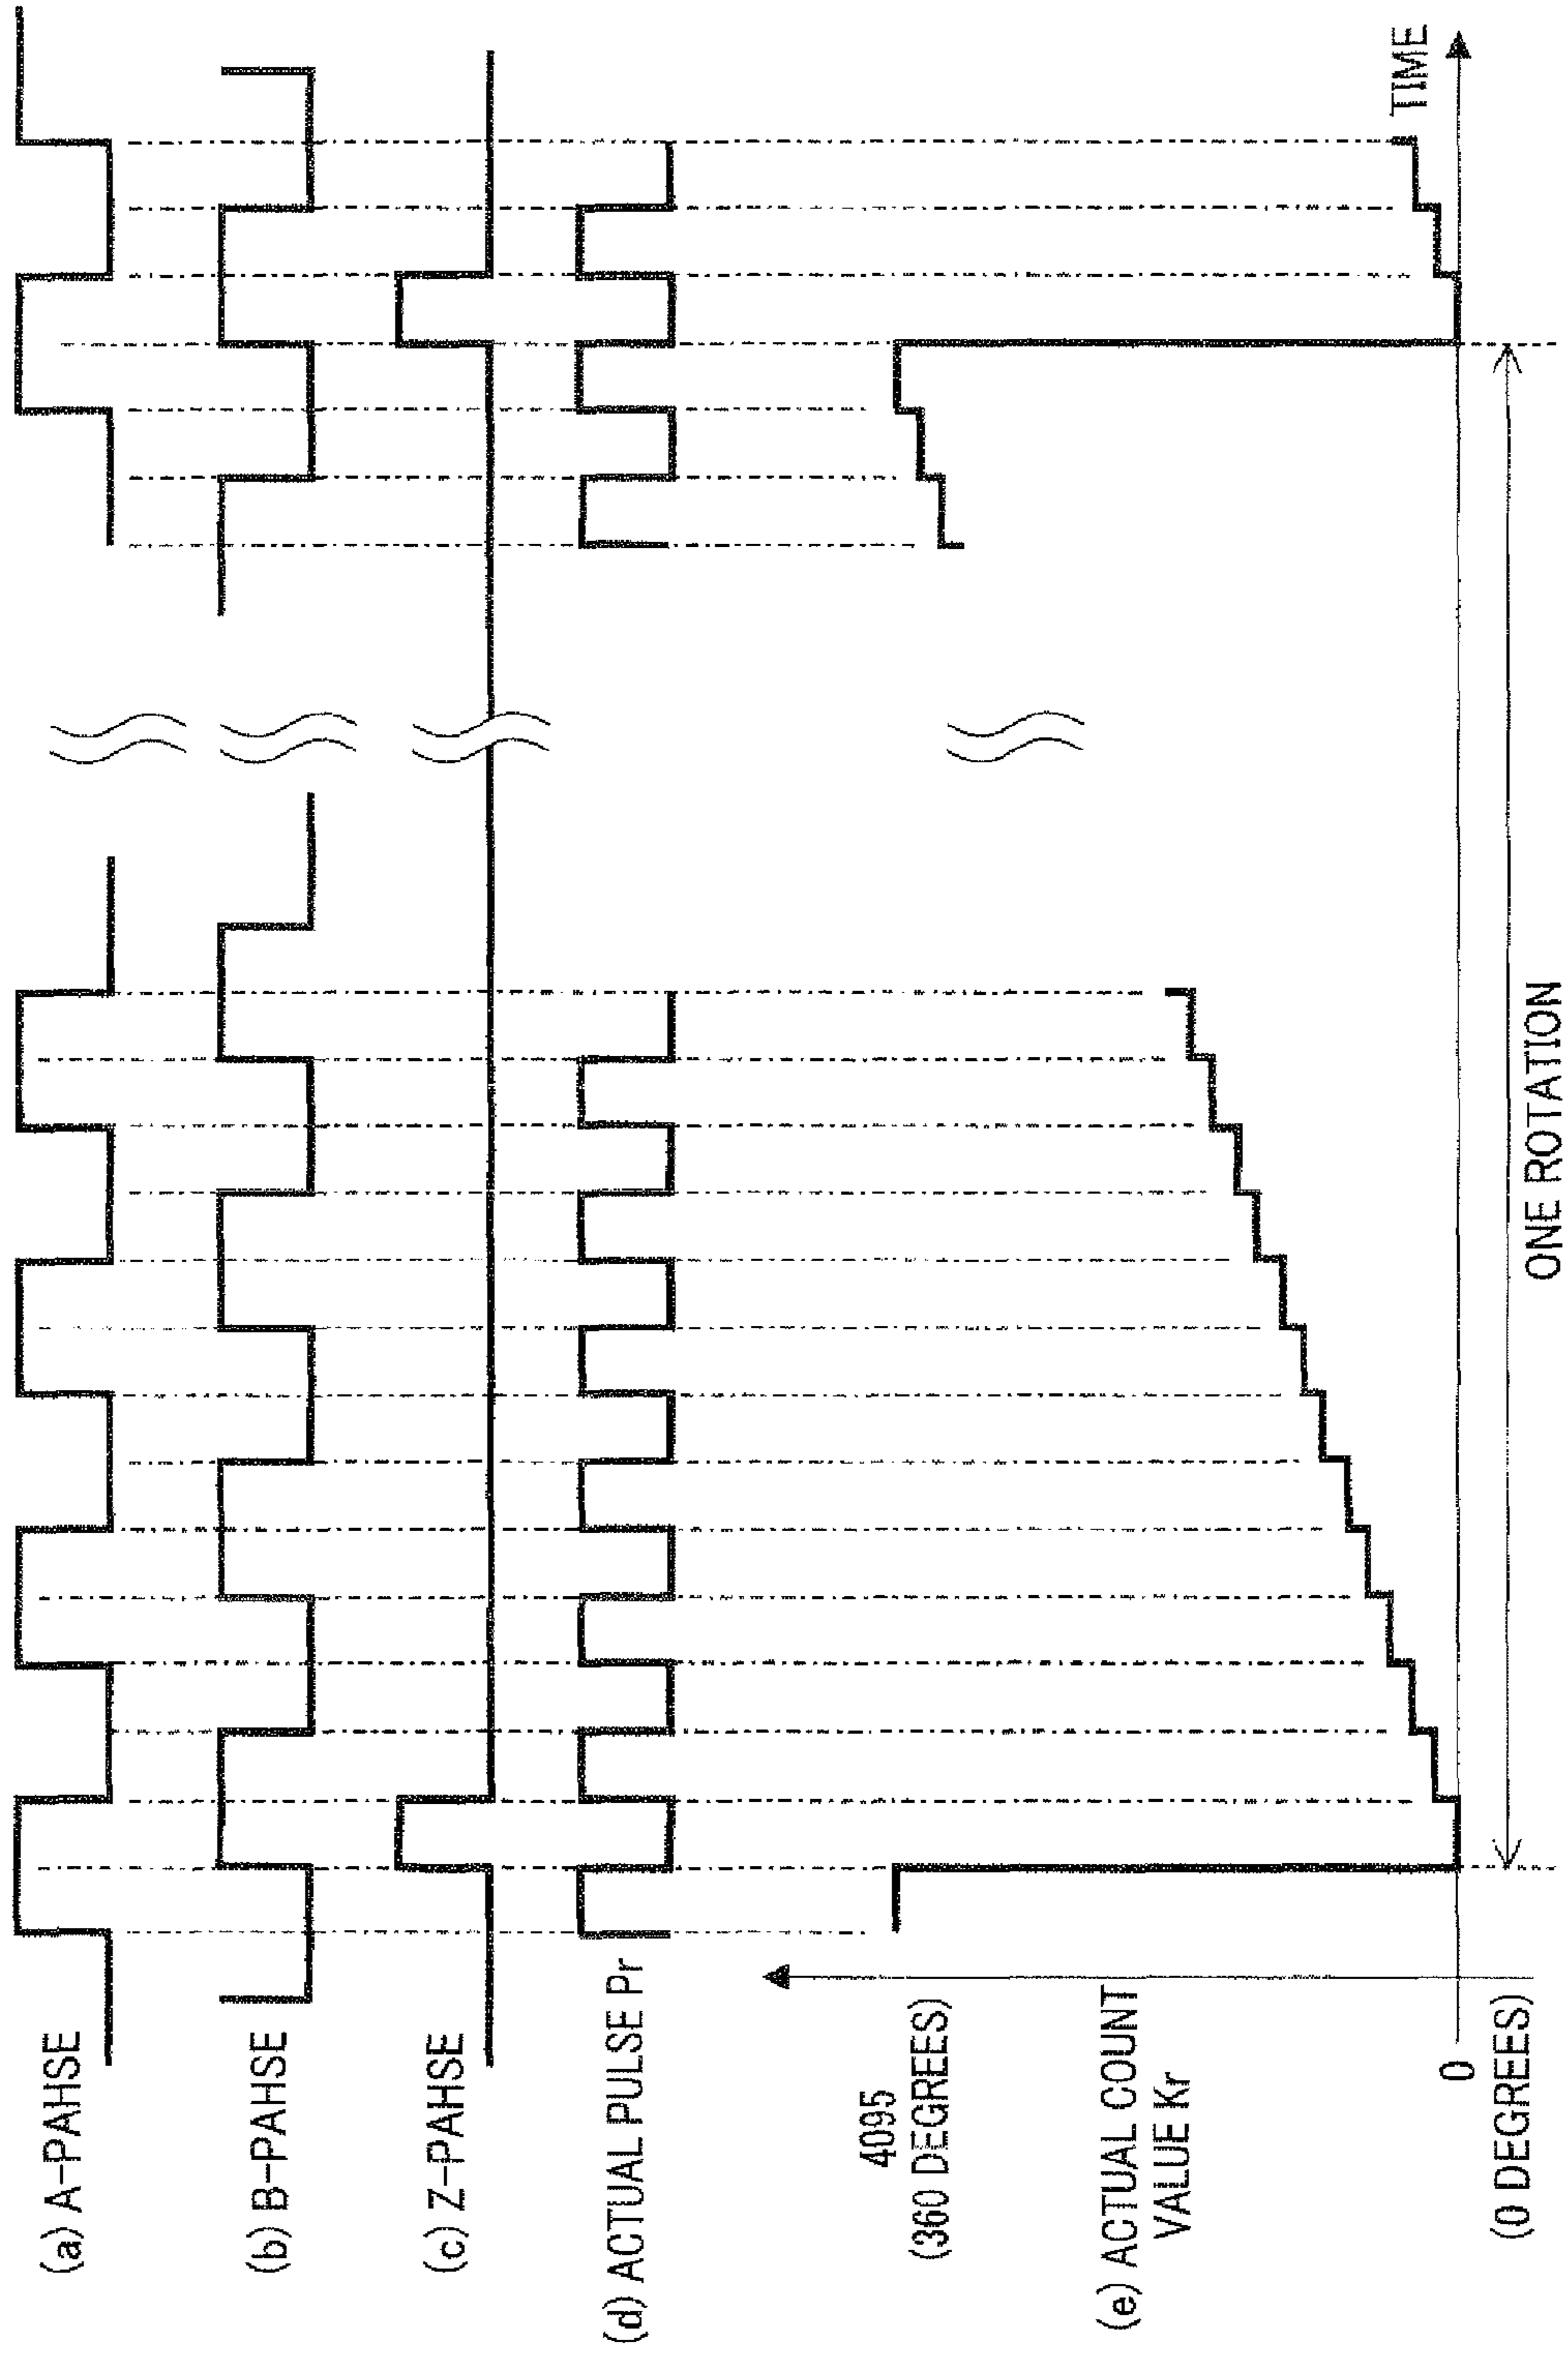 (a) A-PAHSE
(b) B-PAHSE
(c) Z-PAHSE
(d) ACTUAL PULSE Pr
4095
(360 DEGREES)
(e) ACTUAL COUNT
VALUE Kr
0
(0 DEGREES)
TIME
ONE ROTATION